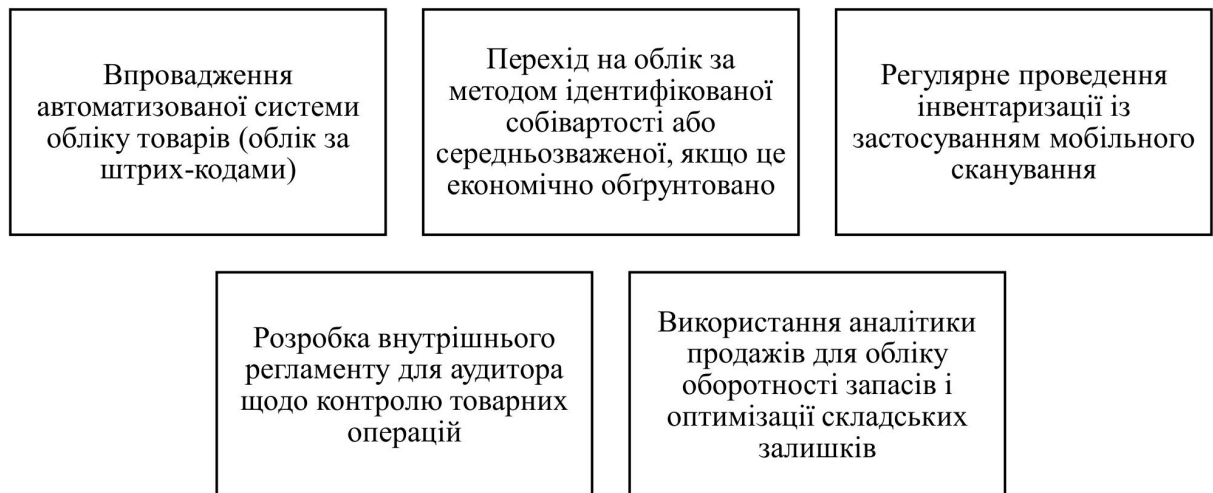 Впровадження
автоматизованої системи
обліку товарів (облік за
штрих-кодами)
Перехід на облік за
методом ідентифікованої
собівартості або
середньозваженої, якщо це
економічно обґрунтовано
Регулярне проведення
інвентаризації із
застосуванням мобільного
сканування
Розробка внутрішнього
регламенту для аудитора
щодо контролю товарних
операцій
Використання аналітики
продажів для обліку
оборотності запасів і
оптимізації складських
залишків